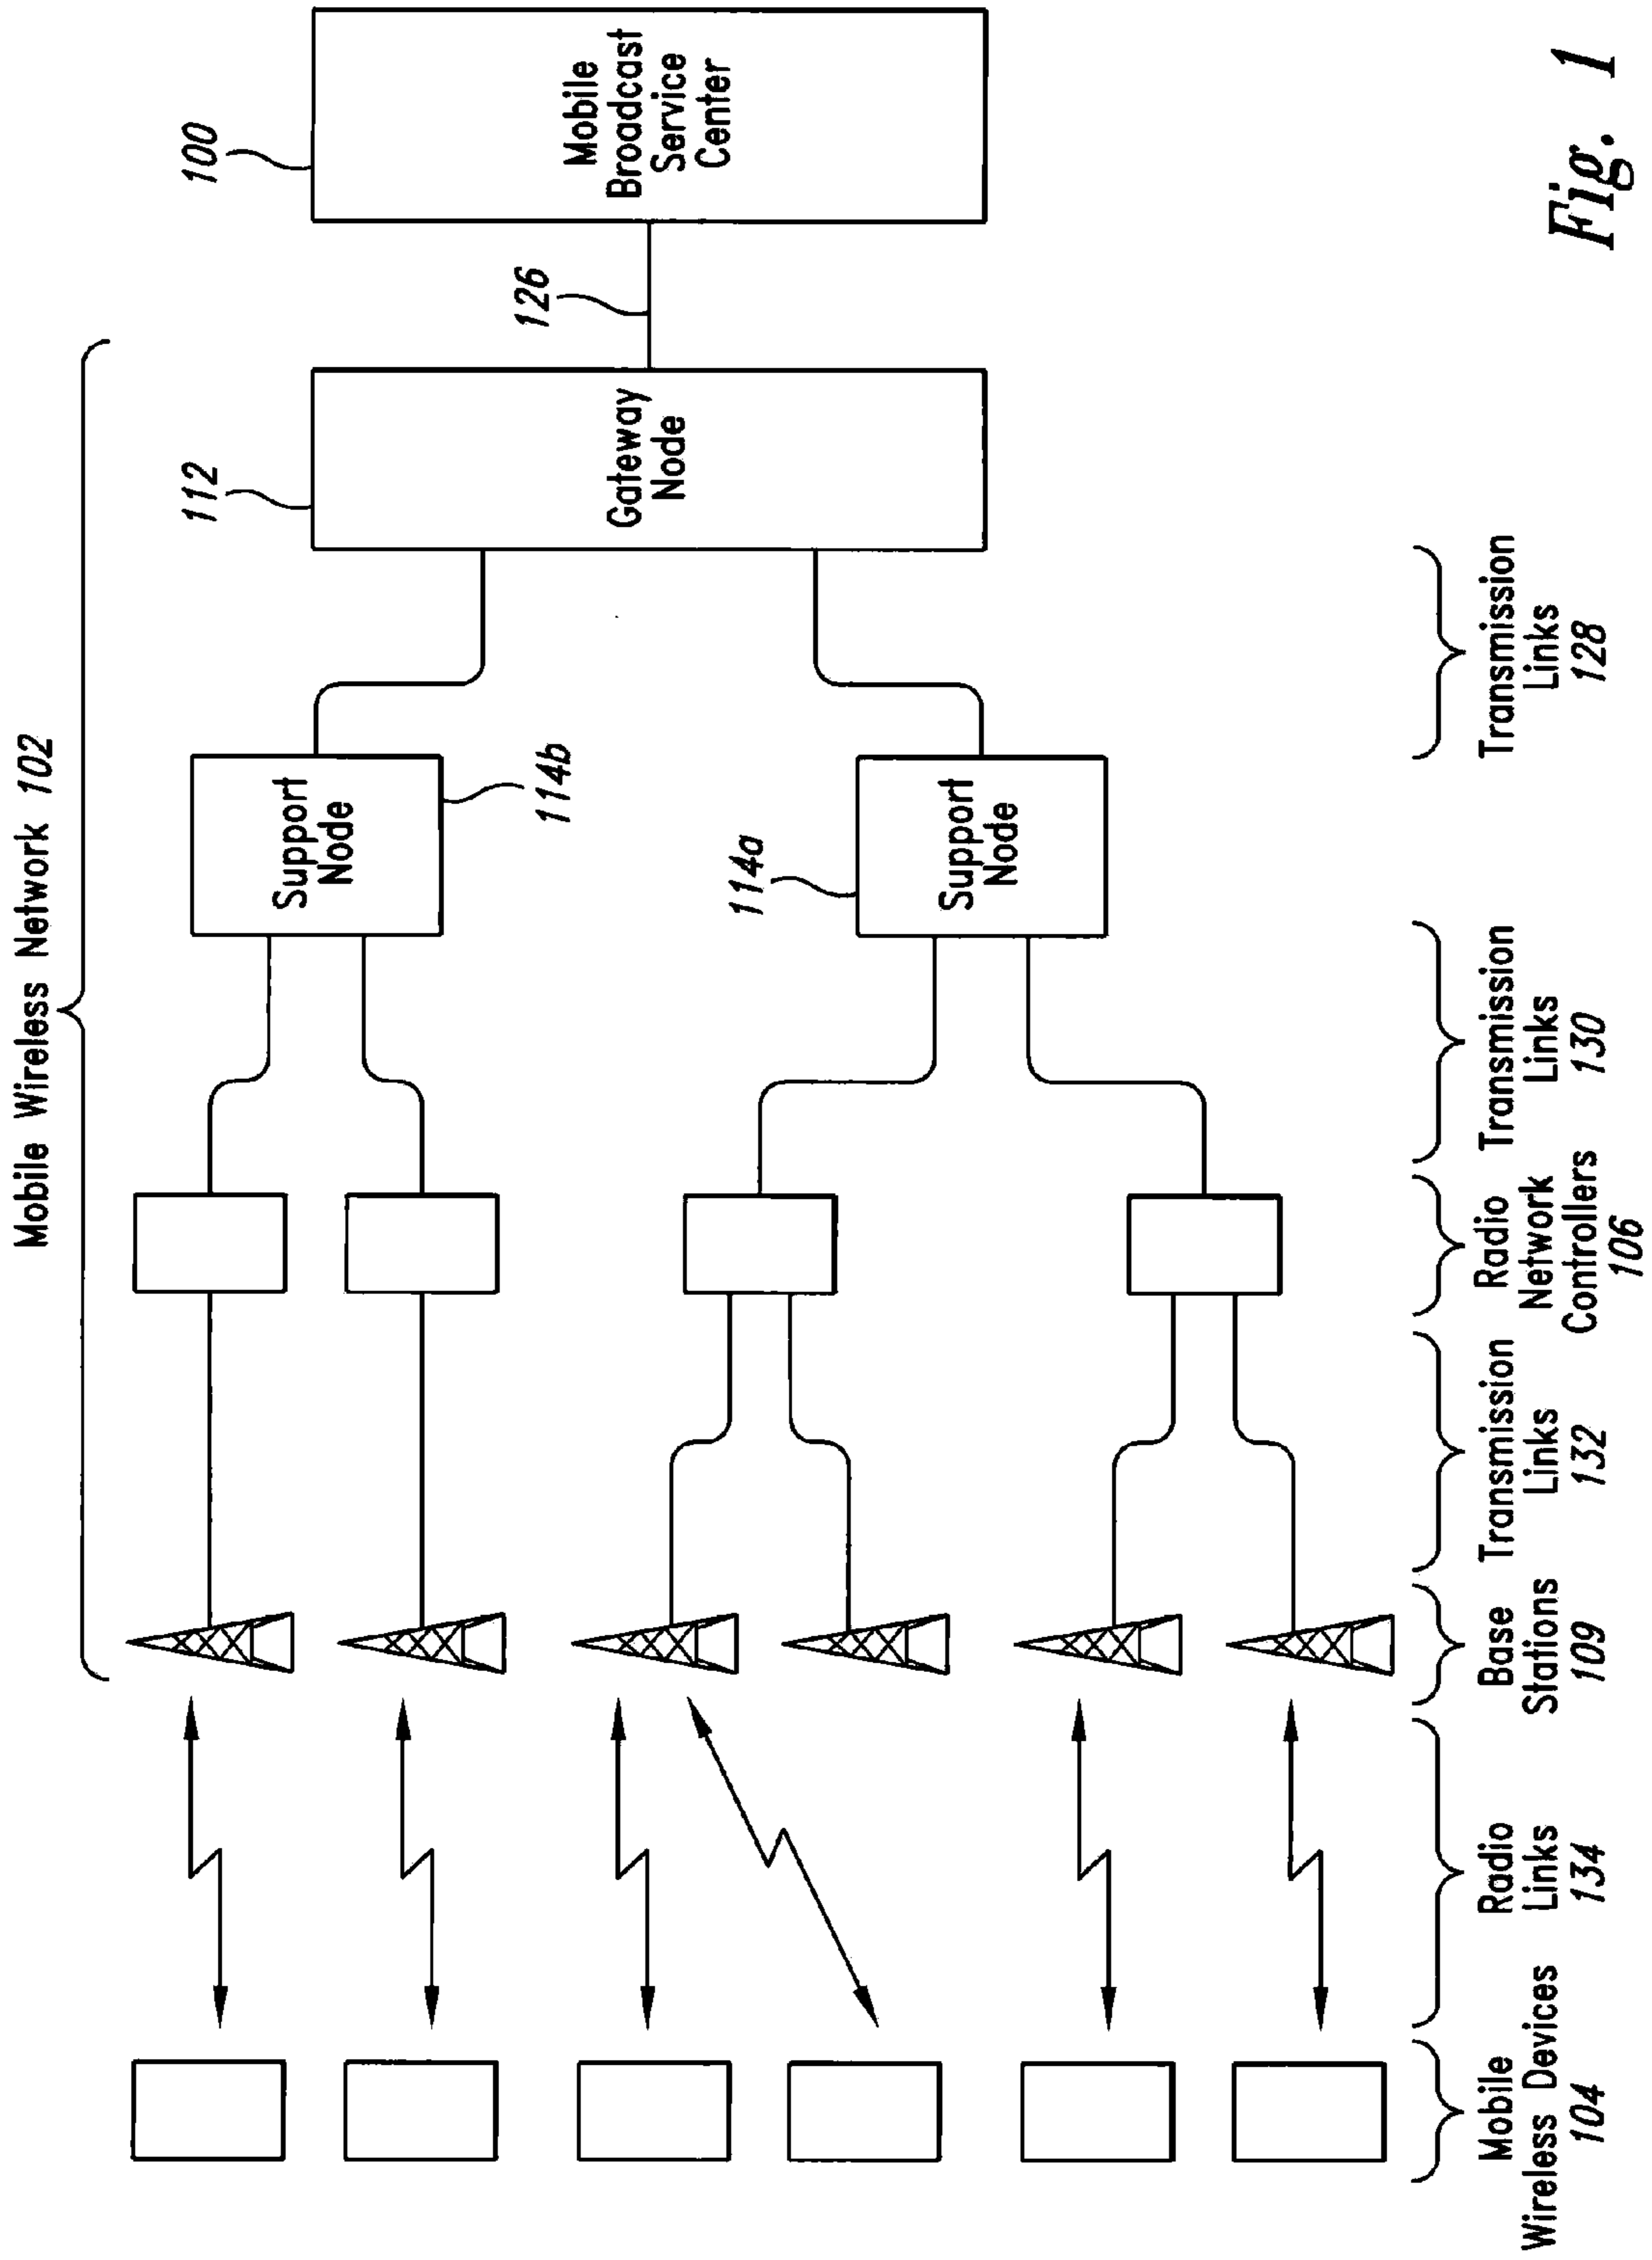 Mobile Wireless Network 102
100
Mobile
Broadcast
Service
Center
126
112
Gateway
Node
Support
Node
114b
114a
Support
Node
Mobile
Wireless Devices
104
Radio
Links
134
Base
Stations
109
Transmission
Links
132
Radio
Network
Controllers
106
Transmission
Links
130
Transmission
Links
128
Fig. 1